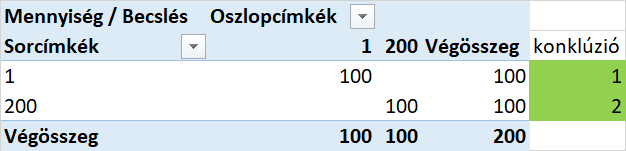 Mennyiség / Becslés Oszlopcímkék
Sorcímkék 1 200 Végösszeg konklúzió
1 100 100 1
200 100 100 2
Végösszeg 100 100 200